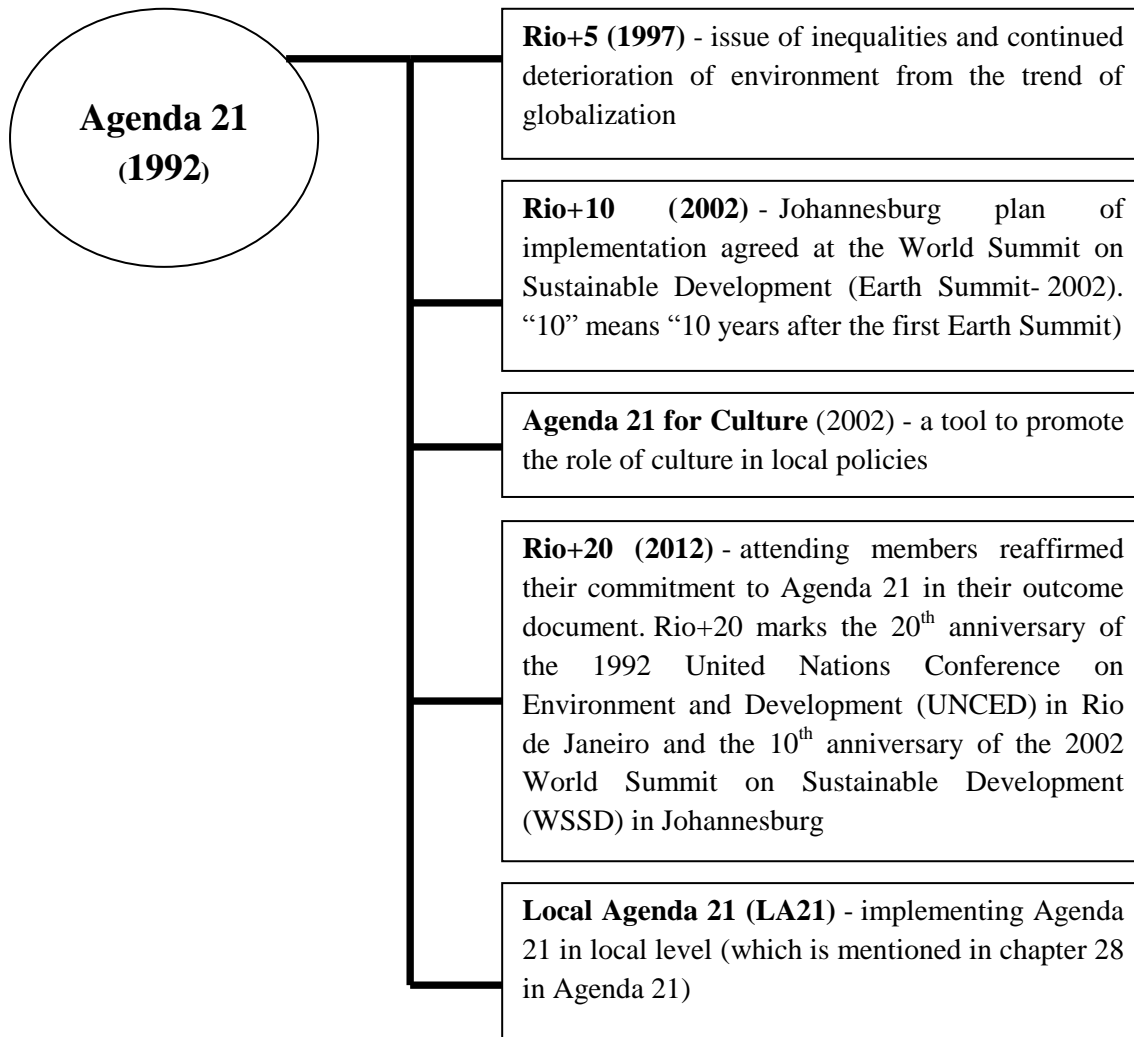 Agenda 21
(1992)
Rio+5 (1997) - issue of inequalities and continued
deterioration of environment from the trend of
globalization
Rio+10 (2002) - Johannesburg plan of
implementation agreed at the World Summit on
Sustainable Development (Earth Summit- 2002).
“10” means “10 years after the first Earth Summit)
Agenda 21 for Culture (2002) - a tool to promote
the role of culture in local policies
Rio+20 (2012) - attending members reaffirmed
their commitment to Agenda 21 in their outcome
document. Rio+20 marks the 20th anniversary of
the 1992 United Nations Conference on
Environment and Development (UNCED) in Rio
de Janeiro and the 10th anniversary of the 2002
World Summit on Sustainable Development
(WSSD) in Johannesburg
Local Agenda 21 (LA21) - implementing Agenda
21 in local level (which is mentioned in chapter 28
in Agenda 21)